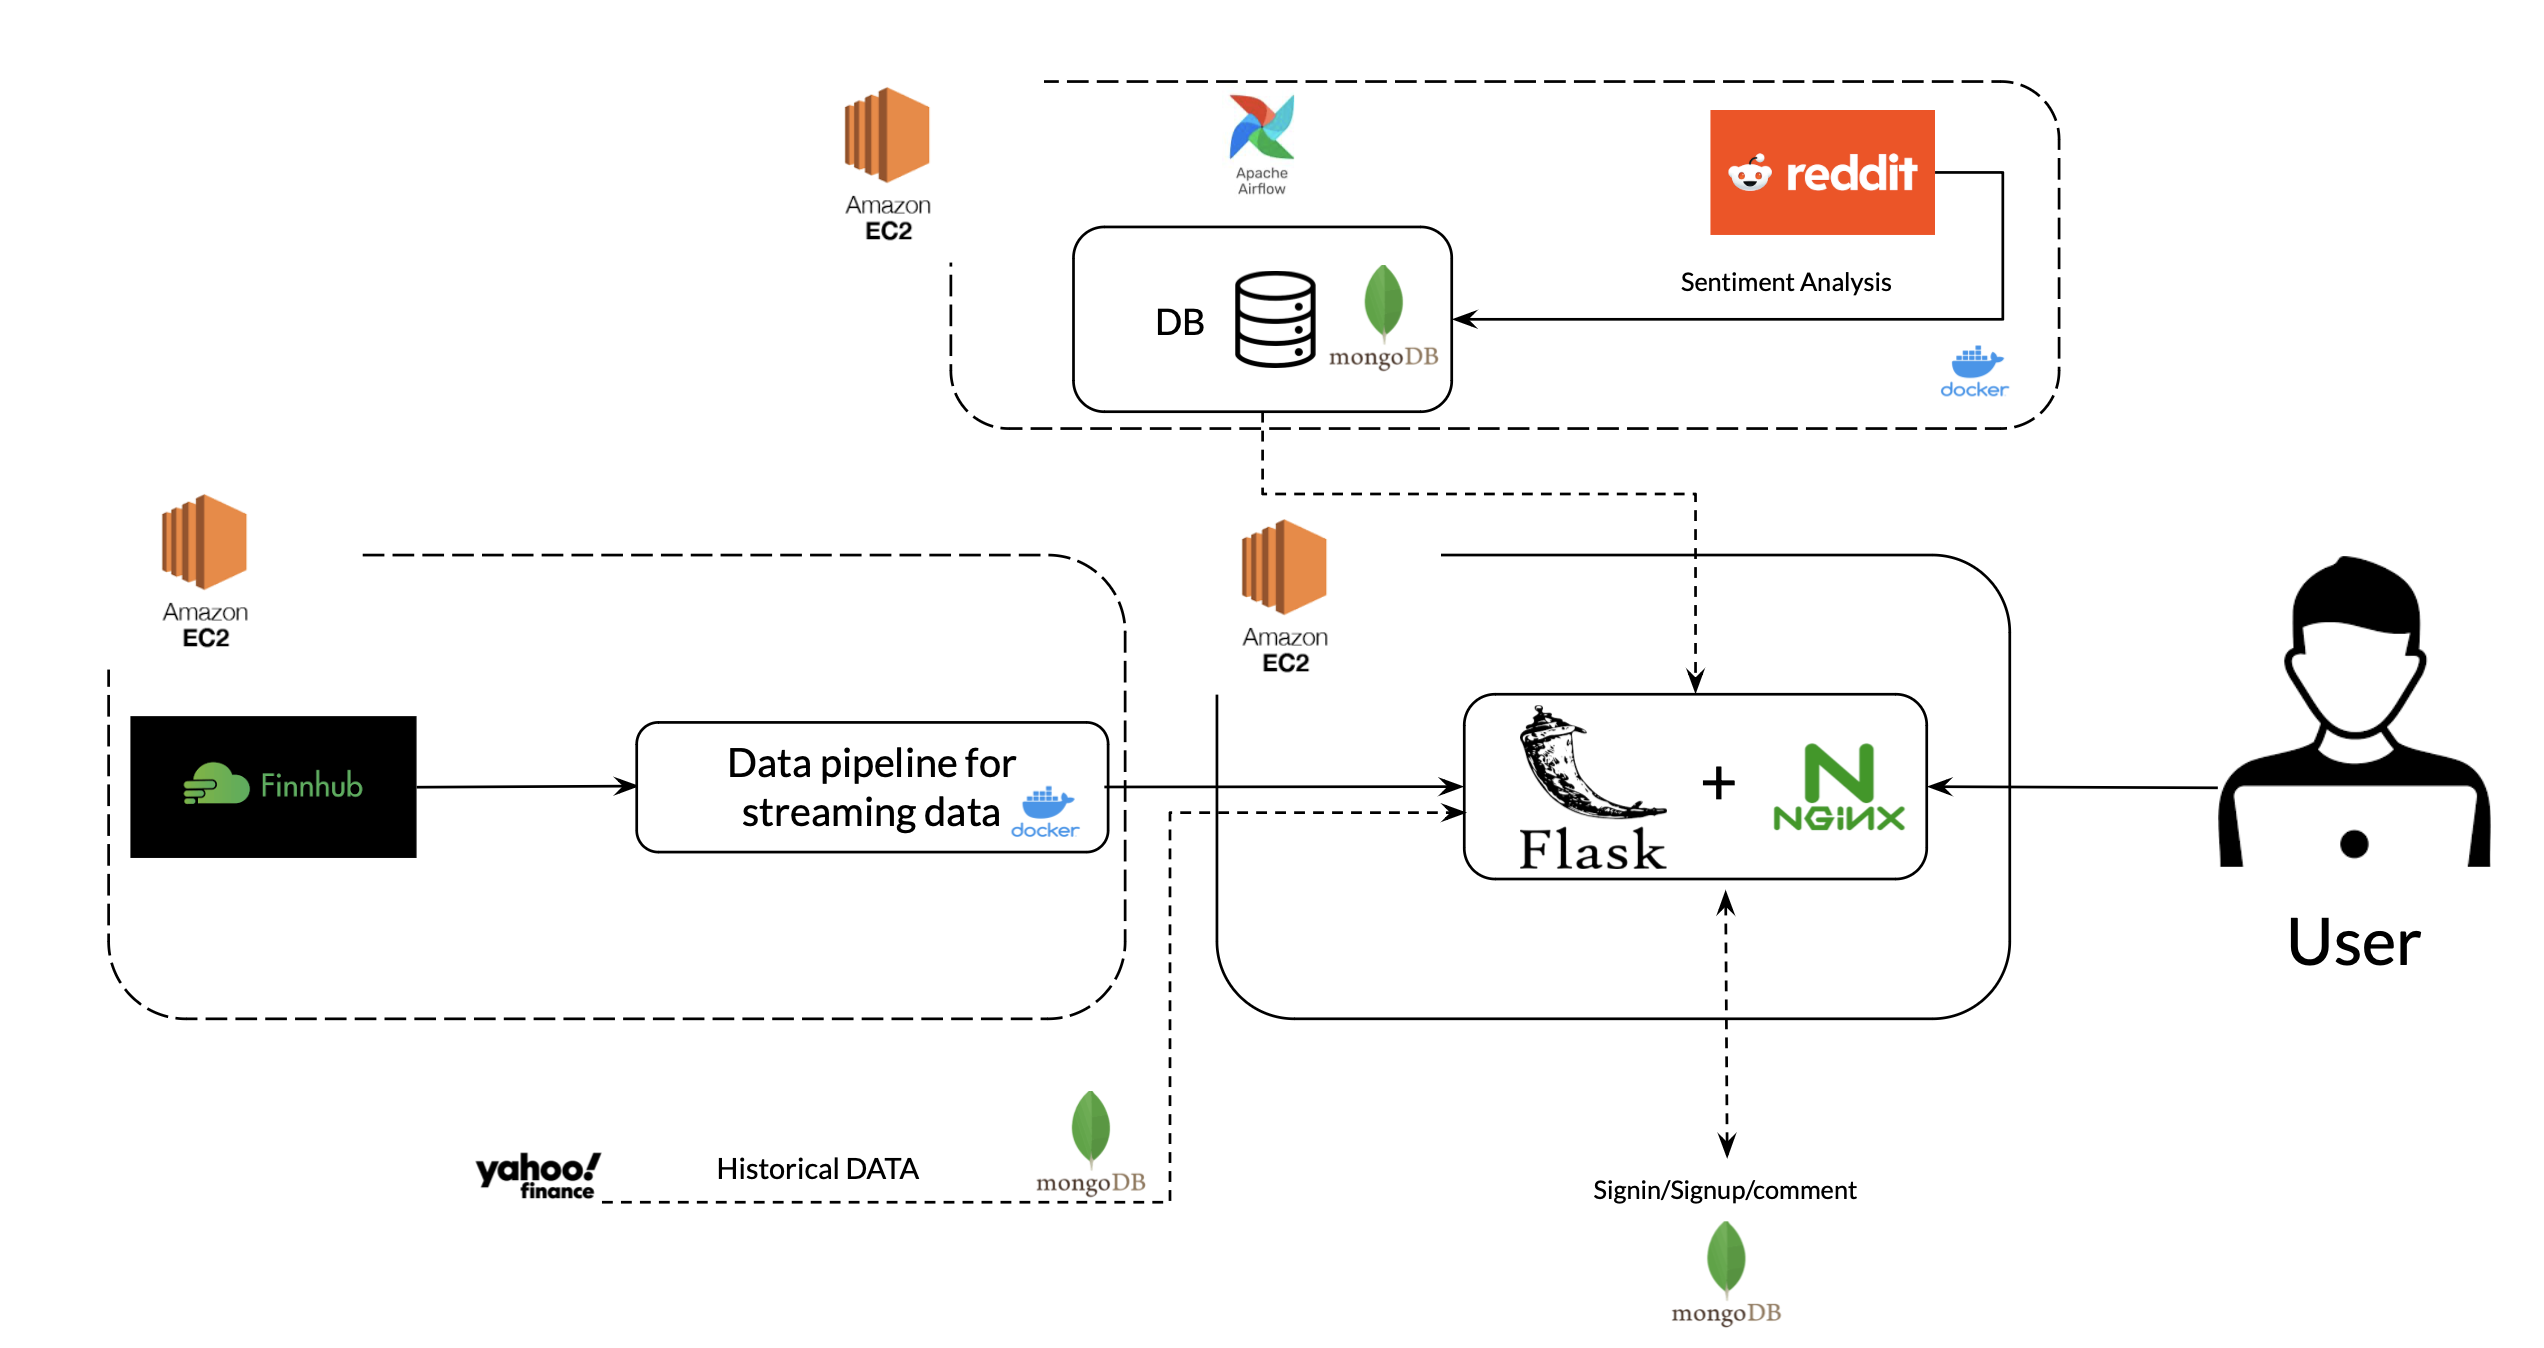 Amazon
EC2
Apache
Airflow
reddit
Sentiment Analysis
DB
mongoDB
docker
Amazon
EC2
Amazon
EC2
Finnhub
Data pipeline for
streaming data
docker
Flask
+
NGINX
User
yahoo!
finance
Historical DATA
mongoDB
Signin/Signup/comment
mongoDB